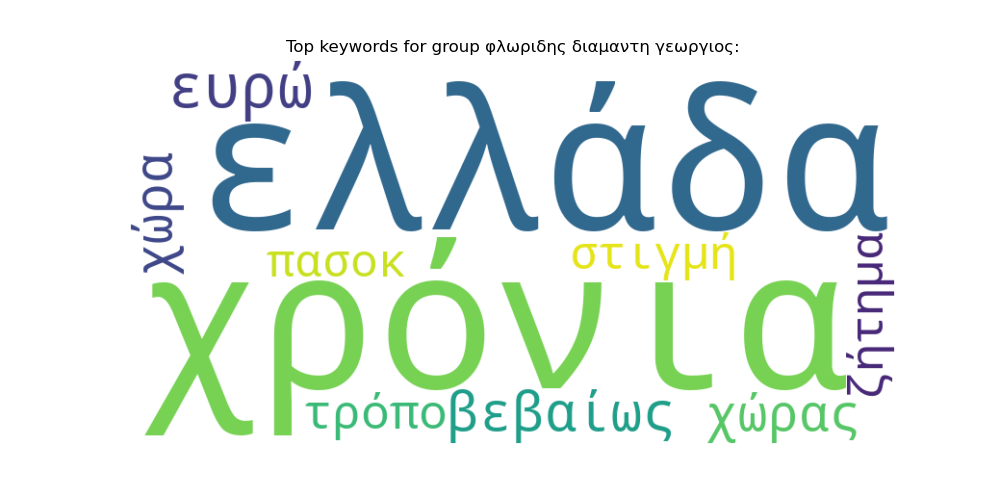 Top keywords for group φλωριδης διαμαντη γεωργιος:
ευρώ
ελλάδα
χώρα
πασοκ
στιγμή
χρόνια
ζήτημα
τρόπο
βεβαίως
χώρας